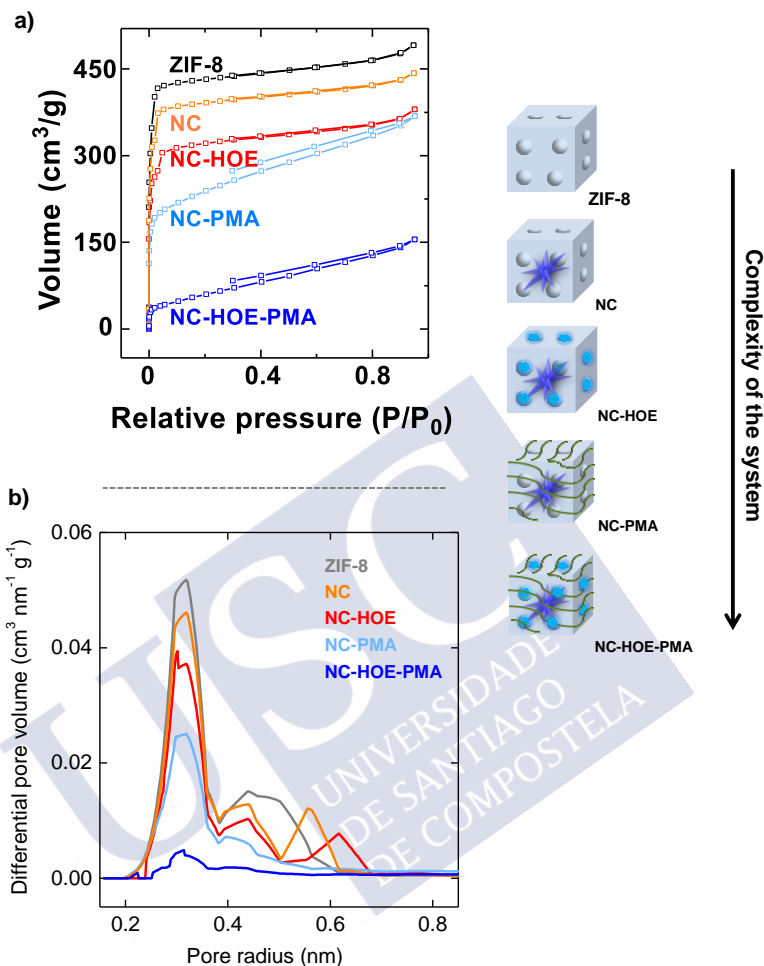 a)
450
300
150
0
Volume (cm³/g)
ZIF-8
NC
NC-HOE
NC-PMA
NC-HOE-PMA
0 0.4 0.8
Relative pressure (P/P₀)
ZIF-8
NC
NC-HOE
NC-PMA
NC-HOE-PMA
Complexity of the system
b)
0.06
0.04
0.02
0.00
Differential pore volume (cm³ nm⁻¹ g⁻¹)
ZIF-8
NC
NC-HOE
NC-PMA
NC-HOE-PMA
0.2 0.4 0.6 0.8
Pore radius (nm)
USC
UNIVERSIDADE
DE SANTIAGO
DE COMPOSTELA